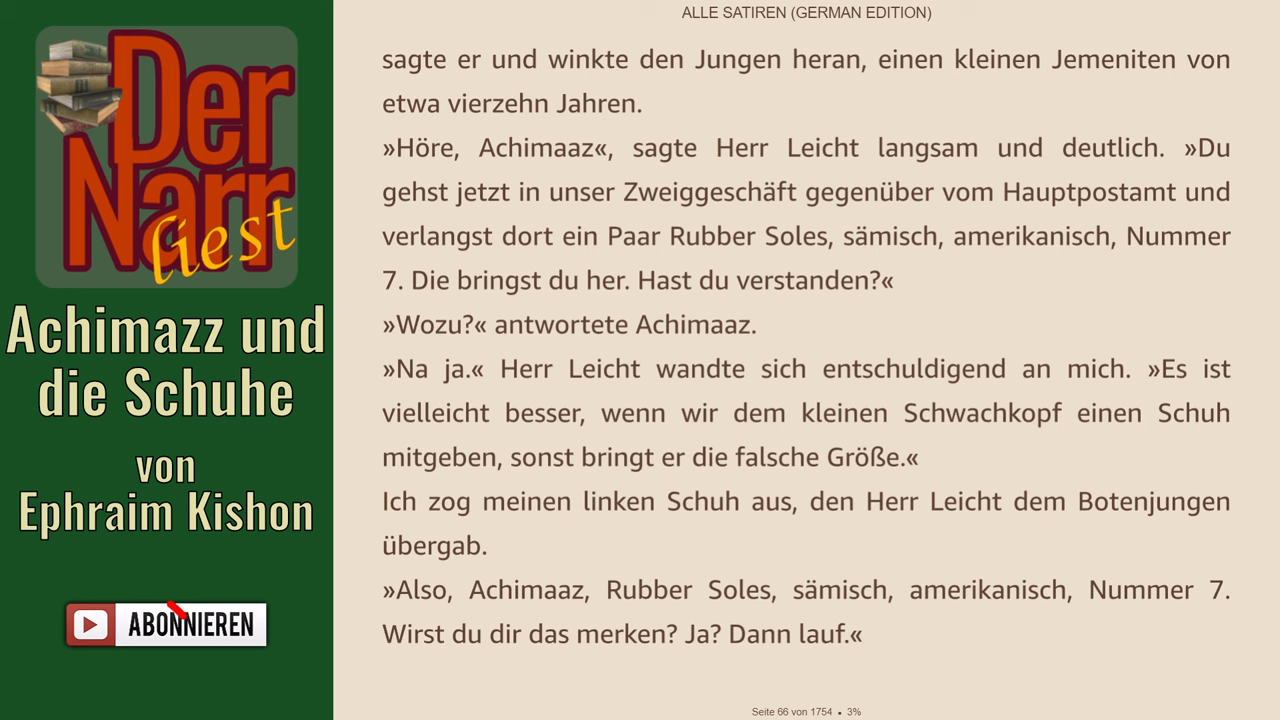 Der
Narr
liest
Achimazz und
die Schuhe
von
Ephraim Kishon
ABONNIEREN
ALLE SATIREN (GERMAN EDITION)
sagte er und winkte den Jungen heran, einen kleinen Jemeniten von
etwa vierzehn Jahren.
»Höre, Achimaaz«, sagte Herr Leicht langsam und deutlich. »Du
gehst jetzt in unser Zweiggeschäft gegenüber vom Hauptpostamt und
verlangst dort ein Paar Rubber Soles, sämisch, amerikanisch, Nummer
7. Die bringst du her. Hast du verstanden?«
»Wozu?« antwortete Achimaaz.
»Na ja.« Herr Leicht wandte sich entschuldigend an mich. »Es ist
vielleicht besser, wenn wir dem kleinen Schwachkopf einen Schuh
mitgeben, sonst bringt er die falsche Größe.«
Ich zog meinen linken Schuh aus, den Herr Leicht dem Botenjungen
übergab.
»Also, Achimaaz, Rubber Soles, sämisch, amerikanisch, Nummer 7.
Wirst du dir das merken? Ja? Dann lauf.«
Seite 66 von 1754 • 3%